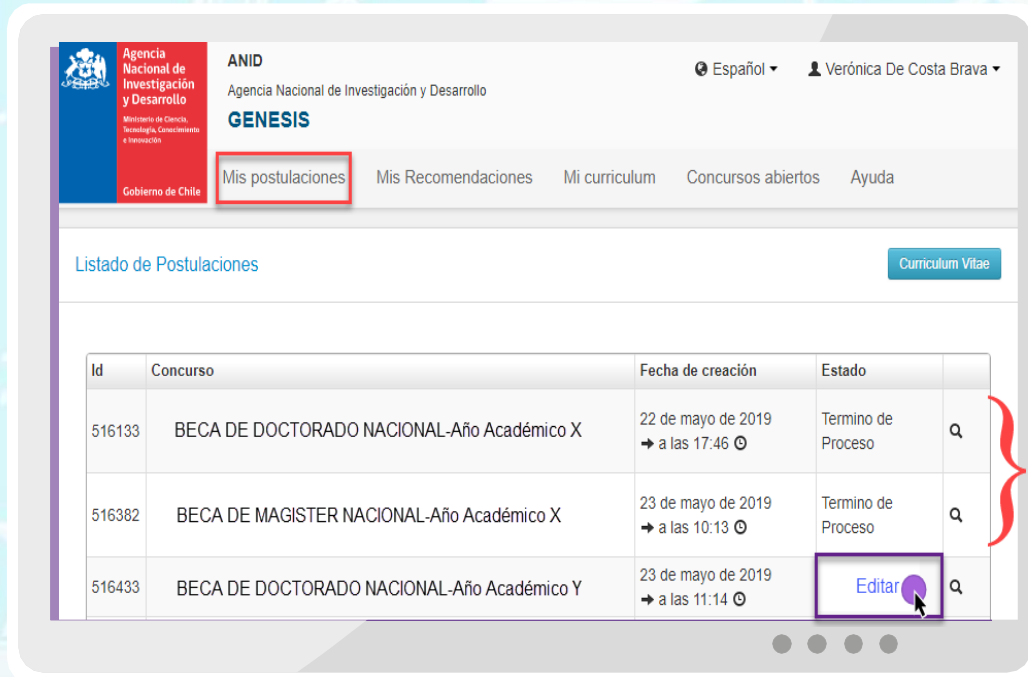 Agencia
Nacional de
Investigación
y Desarrollo
Ministerio de Ciencia,
Tecnología, Conocimiento
e Innovación
Gobierno de Chile
ANID
Agencia Nacional de Investigación y Desarrollo
GENESIS
Español
Verónica De Costa Brava
Mis postulaciones Mis Recomendaciones Mi curriculum Concursos abiertos Ayuda
Listado de Postulaciones
Curriculum Vitae
Id Concurso Fecha de creación Estado
516133 BECA DE DOCTORADO NACIONAL-Año Académico X 22 de mayo de 2019 Termino de
➔ a las 17:46 Proceso
516382 BECA DE MAGISTER NACIONAL-Año Académico X 23 de mayo de 2019 Termino de
➔ a las 10:13 Proceso
516433 BECA DE DOCTORADO NACIONAL-Año Académico Y 23 de mayo de 2019 Editar
➔ a las 11:14